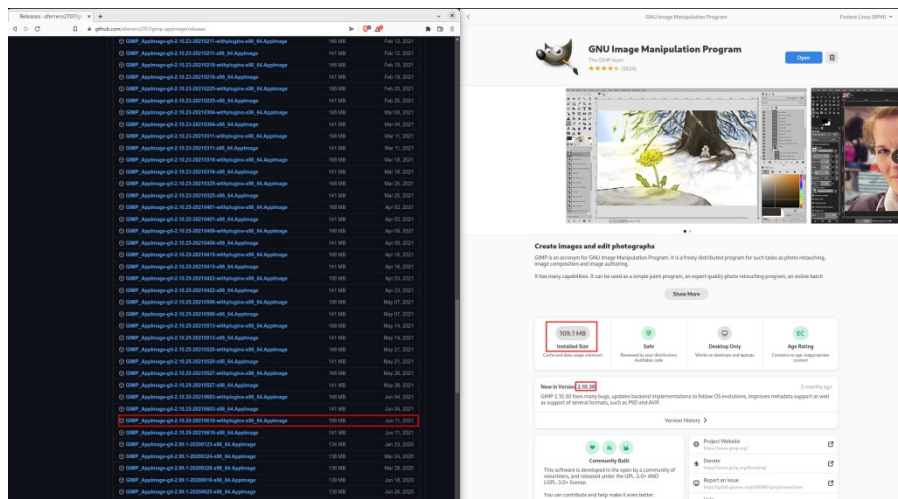 Releases · aferrero2707/gi
github.com/aferrero2707/gimp-appimage/releases
GIMP_AppImage-git-2.10.23-20210211-withplugins-x86_64.AppImage 168 MB Feb 12, 2021
GIMP_AppImage-git-2.10.23-20210211-x86_64.AppImage 141 MB Feb 12, 2021
GIMP_AppImage-git-2.10.23-20210218-withplugins-x86_64.AppImage 168 MB Feb 19, 2021
GIMP_AppImage-git-2.10.23-20210218-x86_64.AppImage 141 MB Feb 19, 2021
GIMP_AppImage-git-2.10.23-20210225-withplugins-x86_64.AppImage 168 MB Feb 25, 2021
GIMP_AppImage-git-2.10.23-20210225-x86_64.AppImage 141 MB Feb 25, 2021
GIMP_AppImage-git-2.10.23-20210304-withplugins-x86_64.AppImage 168 MB Mar 04, 2021
GIMP_AppImage-git-2.10.23-20210304-x86_64.AppImage 141 MB Mar 04, 2021
GIMP_AppImage-git-2.10.23-20210311-withplugins-x86_64.AppImage 168 MB Mar 11, 2021
GIMP_AppImage-git-2.10.23-20210311-x86_64.AppImage 141 MB Mar 11, 2021
GIMP_AppImage-git-2.10.23-20210318-withplugins-x86_64.AppImage 168 MB Mar 18, 2021
GIMP_AppImage-git-2.10.23-20210318-x86_64.AppImage 141 MB Mar 18, 2021
GIMP_AppImage-git-2.10.23-20210325-withplugins-x86_64.AppImage 168 MB Mar 25, 2021
GIMP_AppImage-git-2.10.23-20210325-x86_64.AppImage 141 MB Mar 25, 2021
GIMP_AppImage-git-2.10.25-20210401-withplugins-x86_64.AppImage 168 MB Apr 02, 2021
GIMP_AppImage-git-2.10.25-20210401-x86_64.AppImage 141 MB Apr 02, 2021
GIMP_AppImage-git-2.10.25-20210408-withplugins-x86_64.AppImage 168 MB Apr 09, 2021
GIMP_AppImage-git-2.10.25-20210408-x86_64.AppImage 141 MB Apr 09, 2021
GIMP_AppImage-git-2.10.25-20210415-withplugins-x86_64.AppImage 168 MB Apr 16, 2021
GIMP_AppImage-git-2.10.25-20210415-x86_64.AppImage 141 MB Apr 16, 2021
GIMP_AppImage-git-2.10.25-20210422-withplugins-x86_64.AppImage 168 MB Apr 23, 2021
GIMP_AppImage-git-2.10.25-20210422-x86_64.AppImage 141 MB Apr 23, 2021
GIMP_AppImage-git-2.10.25-20210506-withplugins-x86_64.AppImage 168 MB May 07, 2021
GIMP_AppImage-git-2.10.25-20210506-x86_64.AppImage 141 MB May 07, 2021
GIMP_AppImage-git-2.10.25-20210513-withplugins-x86_64.AppImage 168 MB May 14, 2021
GIMP_AppImage-git-2.10.25-20210513-x86_64.AppImage 141 MB May 14, 2021
GIMP_AppImage-git-2.10.25-20210520-withplugins-x86_64.AppImage 168 MB May 21, 2021
GIMP_AppImage-git-2.10.25-20210520-x86_64.AppImage 141 MB May 21, 2021
GIMP_AppImage-git-2.10.25-20210527-withplugins-x86_64.AppImage 168 MB May 28, 2021
GIMP_AppImage-git-2.10.25-20210527-x86_64.AppImage 141 MB May 28, 2021
GIMP_AppImage-git-2.10.25-20210603-withplugins-x86_64.AppImage 168 MB Jun 04, 2021
GIMP_AppImage-git-2.10.25-20210603-x86_64.AppImage 141 MB Jun 04, 2021
GIMP_AppImage-git-2.10.25-20210610-withplugins-x86_64.AppImage 168 MB Jun 11, 2021
GIMP_AppImage-git-2.10.25-20210610-x86_64.AppImage 141 MB Jun 11, 2021
GIMP_AppImage-git-2.99.1-20200123-x86_64.AppImage 134 MB Jan 23, 2020
GIMP_AppImage-git-2.99.1-20200324-x86_64.AppImage 138 MB Mar 24, 2020
GIMP_AppImage-git-2.99.1-20200328-x86_64.AppImage 138 MB Mar 28, 2020
GIMP_AppImage-git-2.99.1-20200618-x86_64.AppImage 139 MB Jun 18, 2020
GIMP_AppImage-git-2.99.1-20200625-x86_64.AppImage 139 MB Jun 26, 2020
GNU Image Manipulation Program
Fedora Linux (RPM)
GNU Image Manipulation Program
The GIMP team
Open
Create images and edit photographs
GIMP is an acronym for GNU Image Manipulation Program. It is a freely distributed program for such tasks as photo retouching,
image composition and image authoring.
It has many capabilities. It can be used as a simple paint program, an expert quality photo retouching program, an online batch
Show More
109.1 MB
Installed Size
Cache and data usage unknown
Safe
Reviewed by your distribution;
Auditable code
Desktop Only
Works on desktops and laptops
EC
Age Rating
Contains no age-inappropriate
content
New in Version 2.10.30 5 months ago
GIMP 2.10.30 fixes many bugs, updates backend implementations to follow OS evolutions, improves metadata support as well
as support of several formats, such as PSD and AVIF.
Version History
Community Built
This software is developed in the open by a community of
volunteers, and released under the GPL-3.0+ AND
LGPL-3.0+ license.
You can contribute and help make it even better.
Project Website
https://www.gimp.org/
Donate
https://www.gimp.org/donating/
Report an Issue